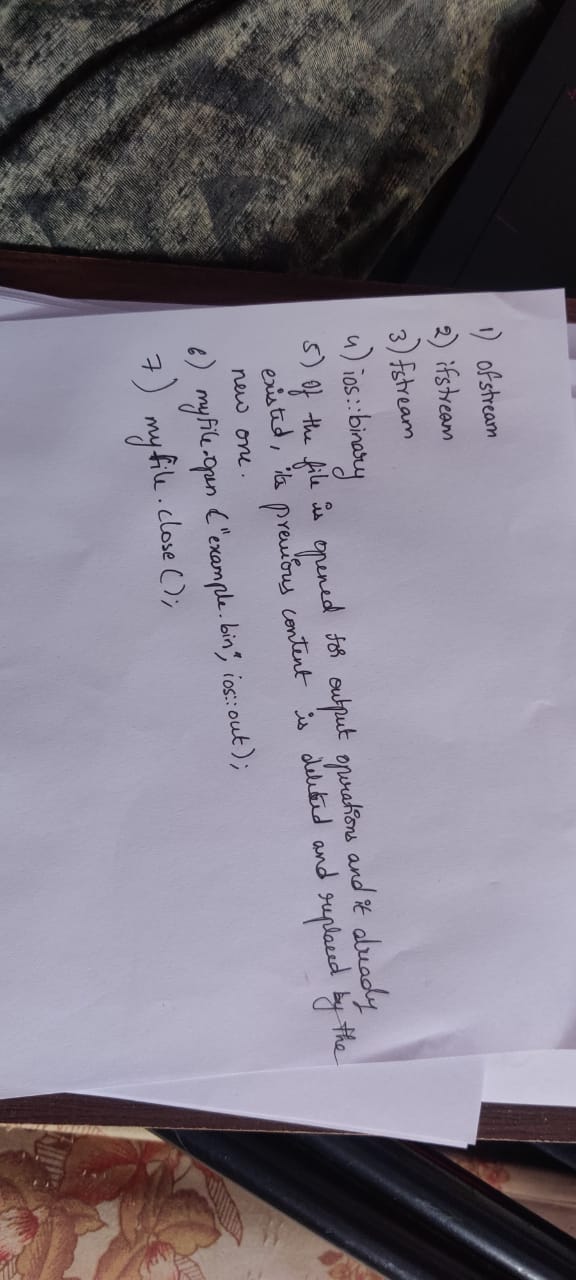 1) ofstream
2) ifstream
3) fstream
4) ios::binary
5) If the file is opened for output operations and it already
existed, its previous content is deleted and replaced by the
new one.
6) myfile.open ("example.bin", ios::out);
7) myfile.close();